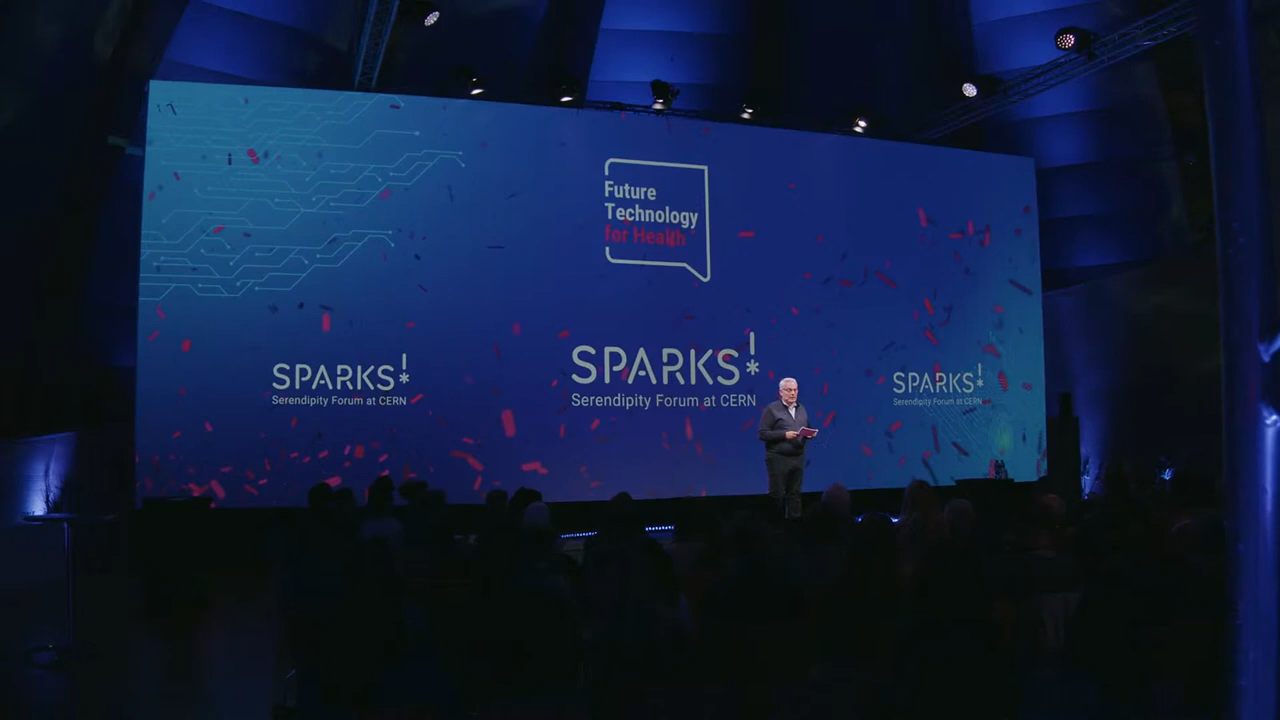 Future
Technology
for Health
SPARKS!
Serendipity Forum at CERN
SPARKS!
Serendipity Forum at CERN
SPARKS!
Serendipity Forum at CERN